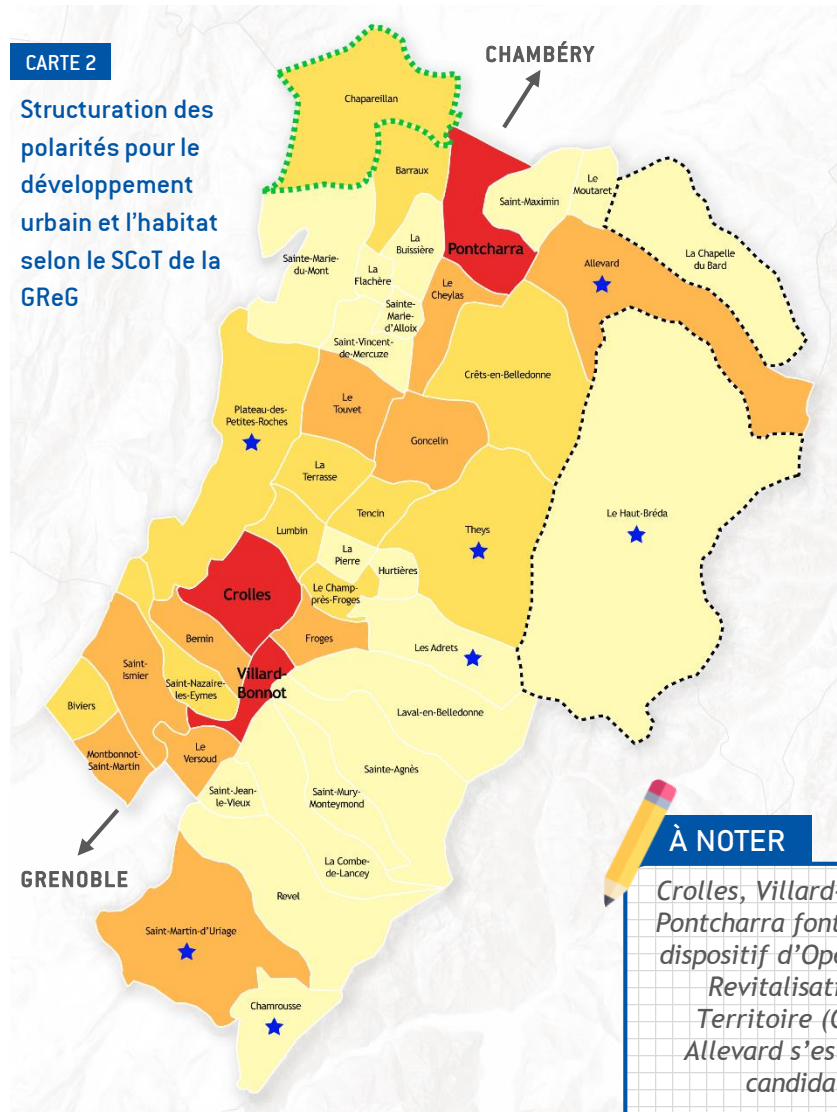 CARTE 2
Structuration des
polarités pour le
développement
urbain et l'habitat
selon le SCoT de la
GReG
CHAMBÉRY
Chapareillan
Barraux
Pontcharra
Saint-Maximin
Le
Moutaret
La Chapelle
du Bard
Allevard
La
Buissière
Sainte-Marie-
du-Mont
La
Flachère
Le
Cheylas
Sainte-
Marie-
d'Alloix
Saint-Vincent-
de-Mercuze
Crêts-en-Belledonne
Le
Touvet
Plateau-des-
Petites-Roches
Goncelin
La
Terrasse
Tencin
Theys
Le Haut-Bréda
Lumbin
La
Pierre
Hurtières
Crolles
Le Champ-
près-Froges
Bernin
Froges
Les Adrets
Saint-
Ismier
Villard-
Bonnot
Saint-Nazaire-
les-Eymes
Biviers
Laval-en-Belledonne
Montbonnot-
Saint-Martin
Le
Versoud
Sainte-Agnès
Saint-Jean-
le-Vieux
Saint-Mury-
Monteymond
GRENOBLE
La Combe-
de-Lancey
Revel
Saint-Martin-d'Uriage
Chamrousse
À NOTER
Crolles, Villard-
Pontcharra font
dispositif d'Opé
Revitalisati
Territoire (O
Allevard s'es
candida